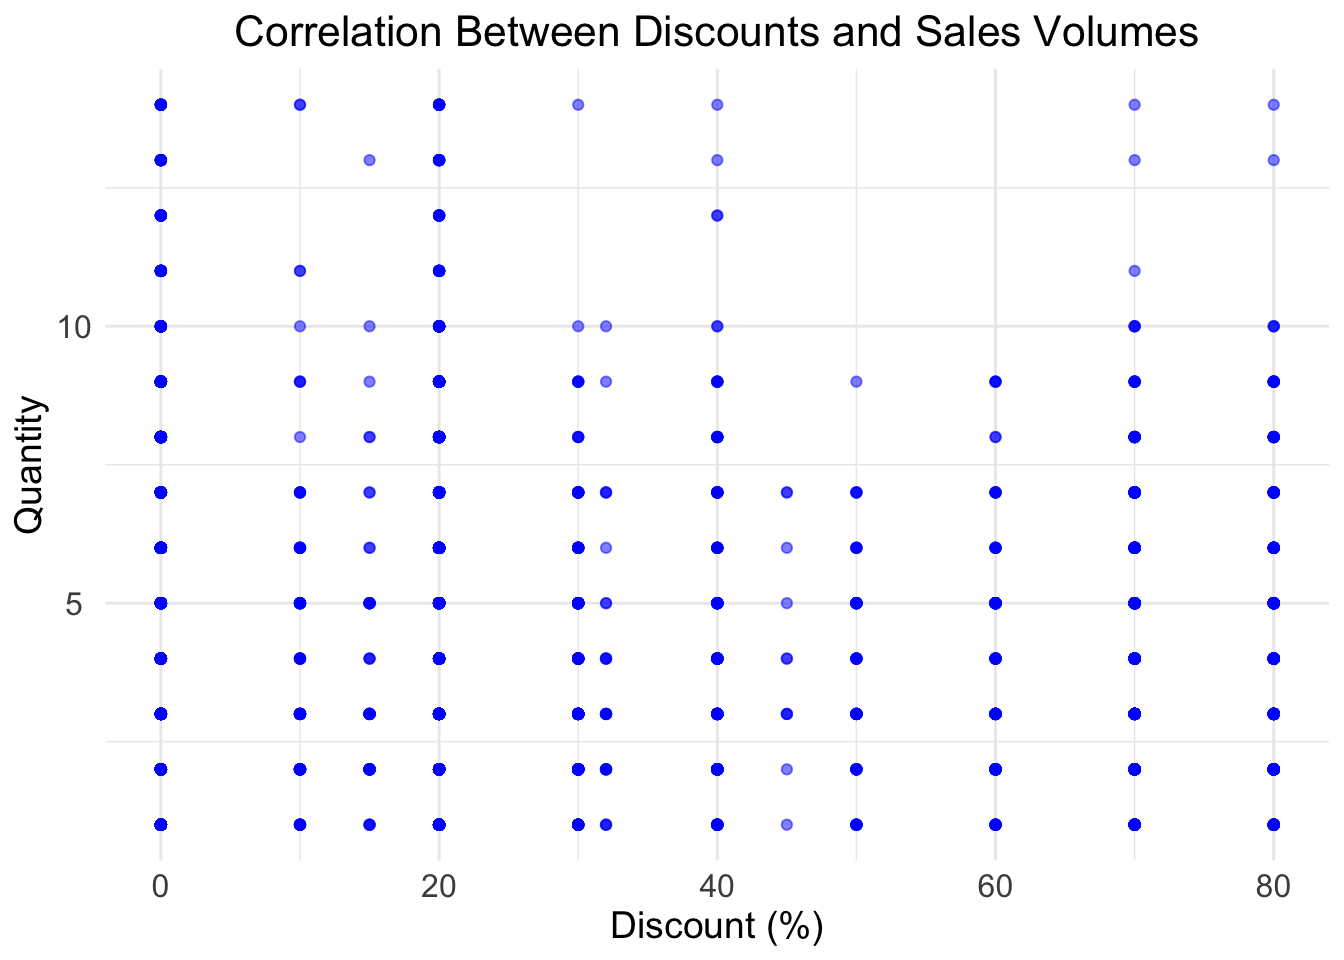 Correlation Between Discounts and Sales Volumes
10
5
Quantity
0 20 40 60 80
Discount (%)